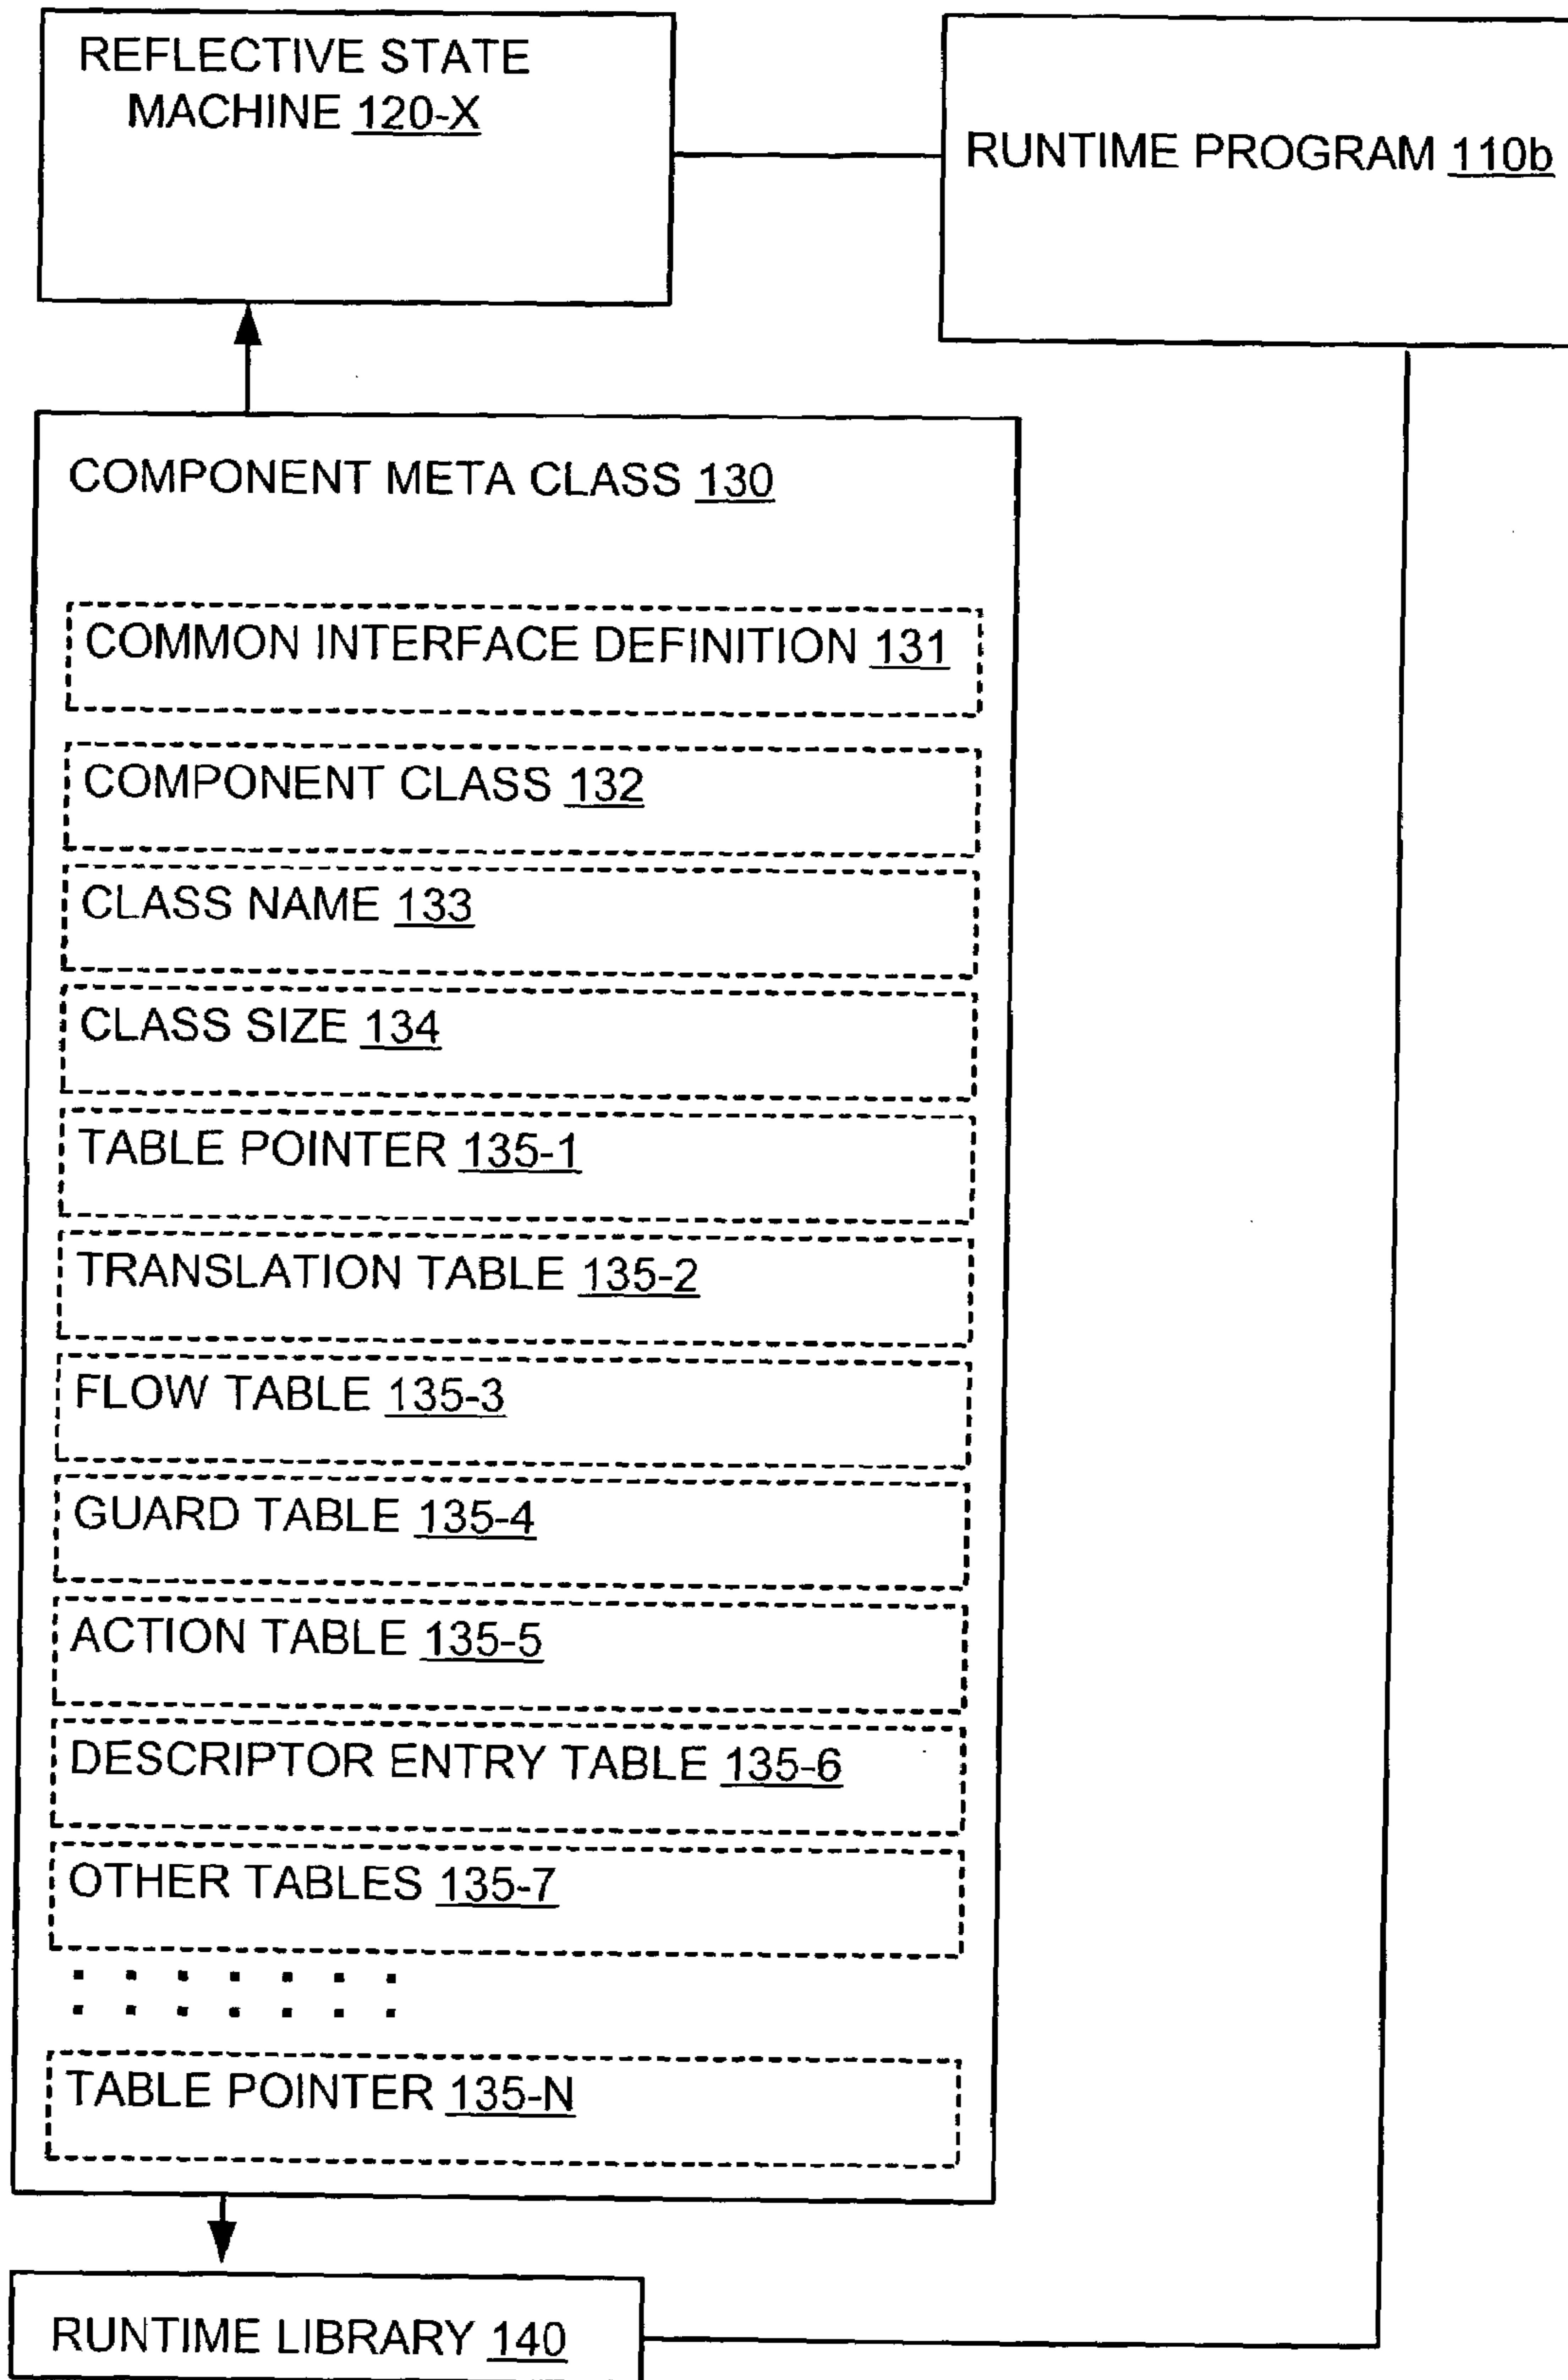 REFLECTIVE STATE
MACHINE 120-X
RUNTIME PROGRAM 110b
COMPONENT META CLASS 130
COMMON INTERFACE DEFINITION 131
COMPONENT CLASS 132
CLASS NAME 133
CLASS SIZE 134
TABLE POINTER 135-1
TRANSLATION TABLE 135-2
FLOW TABLE 135-3
GUARD TABLE 135-4
ACTION TABLE 135-5
DESCRIPTOR ENTRY TABLE 135-6
OTHER TABLES 135-7
: : : : : : :
TABLE POINTER 135-N
RUNTIME LIBRARY 140